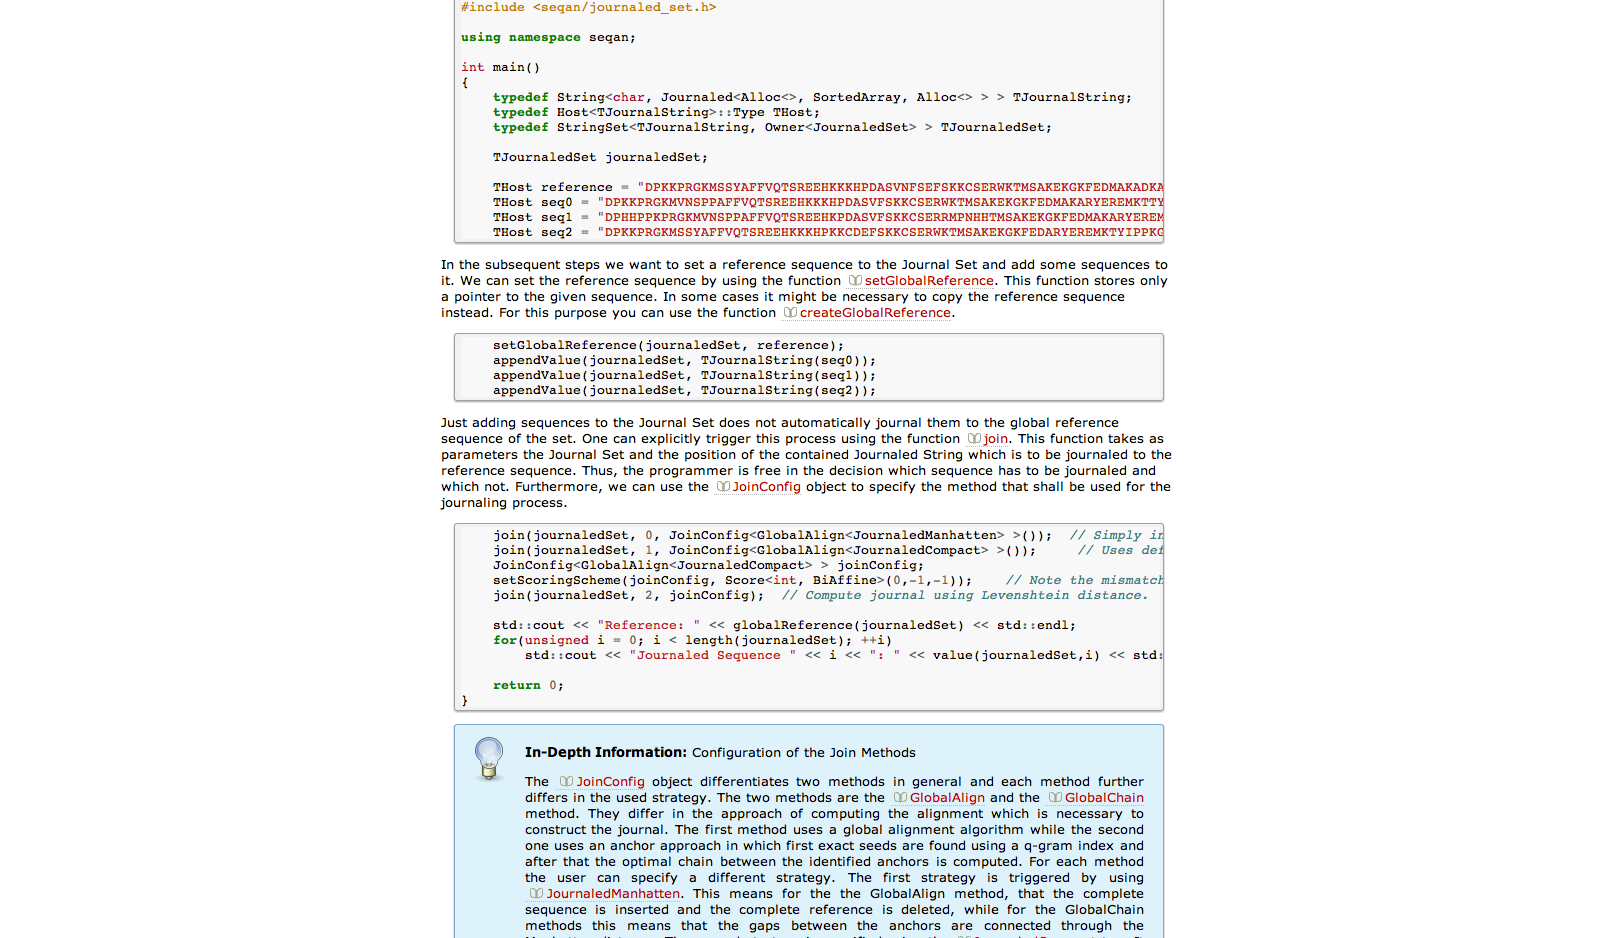 #include <seqan/journaled_set.h>
using namespace seqan;
int main()
{
typedef String<char, Journaled<Alloc<>, SortedArray, Alloc<> > > TJournalString;
typedef Host<TJournalString>::Type THost;
typedef StringSet<TJournalString, Owner<JournaledSet> > TJournaledSet;
TJournaledSet journaledSet;
THost reference = "DPKKPRGKMSSYAFFVQTSREEHKKKHPDASVNFSEFSKKCSERWKTMSAKEKGKFEDMAKADKA
THost seq0 = "DPKKPRGKMVNSPPAFFVQTSREEHKKKHPDASVFSKKCSERWKTMSAKEKGKFEDMAKARYEREMKTTY
THost seq1 = "DPHHPPKPRGKMVNSPPAFFVQTSREEHKPDASVFSKKCSERRMPNHHTMSAKEKGKFEDMAKARYEREM
THost seq2 = "DPKKPRGKMSSYAFFVQTSREEHKKKHPKKCDEFSKKCSERWKTMSAKEKGKFEDARYEREMKTYIPPKG
In the subsequent steps we want to set a reference sequence to the Journal Set and add some sequences to
it. We can set the reference sequence by using the function setGlobalReference. This function stores only
a pointer to the given sequence. In some cases it might be necessary to copy the reference sequence
instead. For this purpose you can use the function createGlobalReference.
setGlobalReference(journaledSet, reference);
appendValue(journaledSet, TJournalString(seq0));
appendValue(journaledSet, TJournalString(seq1));
appendValue(journaledSet, TJournalString(seq2));
Just adding sequences to the Journal Set does not automatically journal them to the global reference
sequence of the set. One can explicitly trigger this process using the function join. This function takes as
parameters the Journal Set and the position of the contained Journaled String which is to be journaled to the
reference sequence. Thus, the programmer is free in the decision which sequence has to be journaled and
which not. Furthermore, we can use the JoinConfig object to specify the method that shall be used for the
journaling process.
join(journaledSet, 0, JoinConfig<GlobalAlign<JournaledManhatten> >()); // Simply in
join(journaledSet, 1, JoinConfig<GlobalAlign<JournaledCompact> >()); // Uses def
JoinConfig<GlobalAlign<JournaledCompact> > joinConfig;
setScoringScheme(joinConfig, Score<int, BiAffine>(0,-1,-1)); // Note the mismatch
join(journaledSet, 2, joinConfig); // Compute journal using Levenshtein distance.
std::cout << "Reference: " << globalReference(journaledSet) << std::endl;
for(unsigned i = 0; i < length(journaledSet); ++i)
std::cout << "Journaled Sequence " << i << ": " << value(journaledSet,i) << std:
return 0;
}
In-Depth Information: Configuration of the Join Methods
The JoinConfig object differentiates two methods in general and each method further
differs in the used strategy. The two methods are the GlobalAlign and the GlobalChain
method. They differ in the approach of computing the alignment which is necessary to
construct the journal. The first method uses a global alignment algorithm while the second
one uses an anchor approach in which first exact seeds are found using a q-gram index and
after that the optimal chain between the identified anchors is computed. For each method
the user can specify a different strategy. The first strategy is triggered by using
JournaledManhatten. This means for the the GlobalAlign method, that the complete
sequence is inserted and the complete reference is deleted, while for the GlobalChain
methods this means that the gaps between the anchors are connected through the